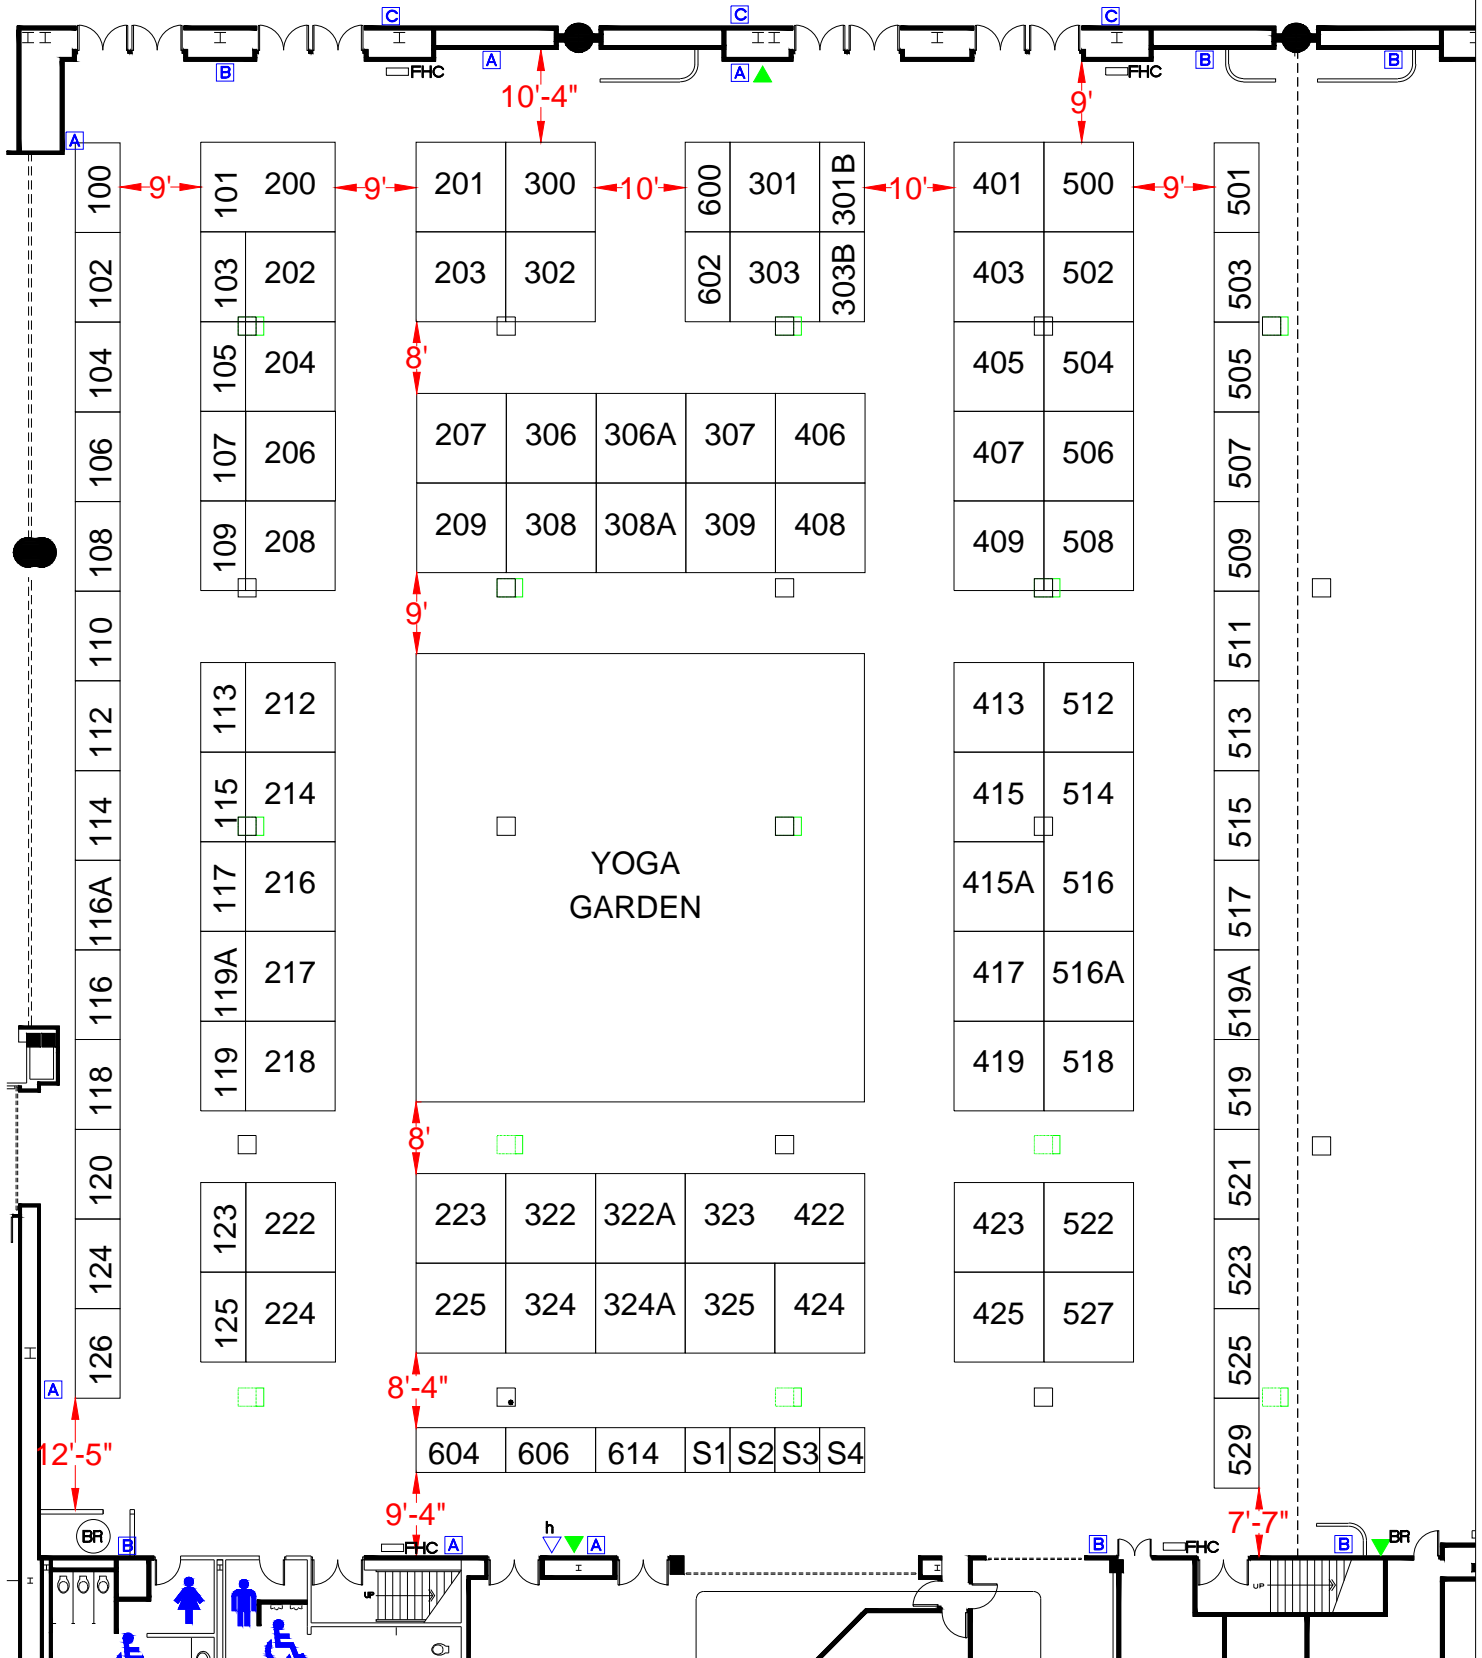 C C C
A B A B B
FHC FHC
10'-4" 9'
A
100 9' 101 200 9' 201 300 10' 600 301 301B 10' 401 500 9' 501
102 103 202 203 302 602 303 303B 403 502 503
104 105 204 8' 405 504 505
106 107 206 207 306 306A 307 406 407 506 507
108 109 208 209 308 308A 309 408 409 508 509
110 9' 511
112 113 212 413 512 513
114 115 214 415 514 515
YOGA
GARDEN
116A 117 216 415A 516 517
116 119A 217 417 516A 519A
118 119 218 419 518 519
120 8' 521
124 123 222 223 322 322A 323 422 423 522 523
126 125 224 225 324 324A 325 424 425 527 525
A 8'-4"
12'-5" 604 606 614 S1 S2 S3 S4 529
9'-4" 7'-7"
BR B FHC A h A B FHC B BR
UP UP